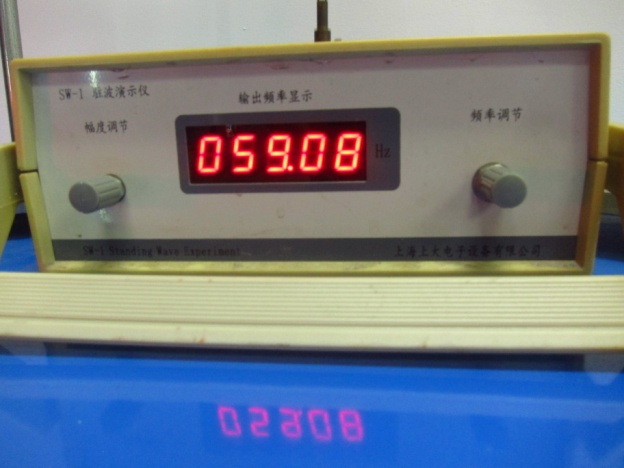 SW-1 驻波演示仪
输出频率显示
幅度调节
频率调节
059.08 Hz
SW-1 Standing Wave Experiment
上海上大电子设备有限公司